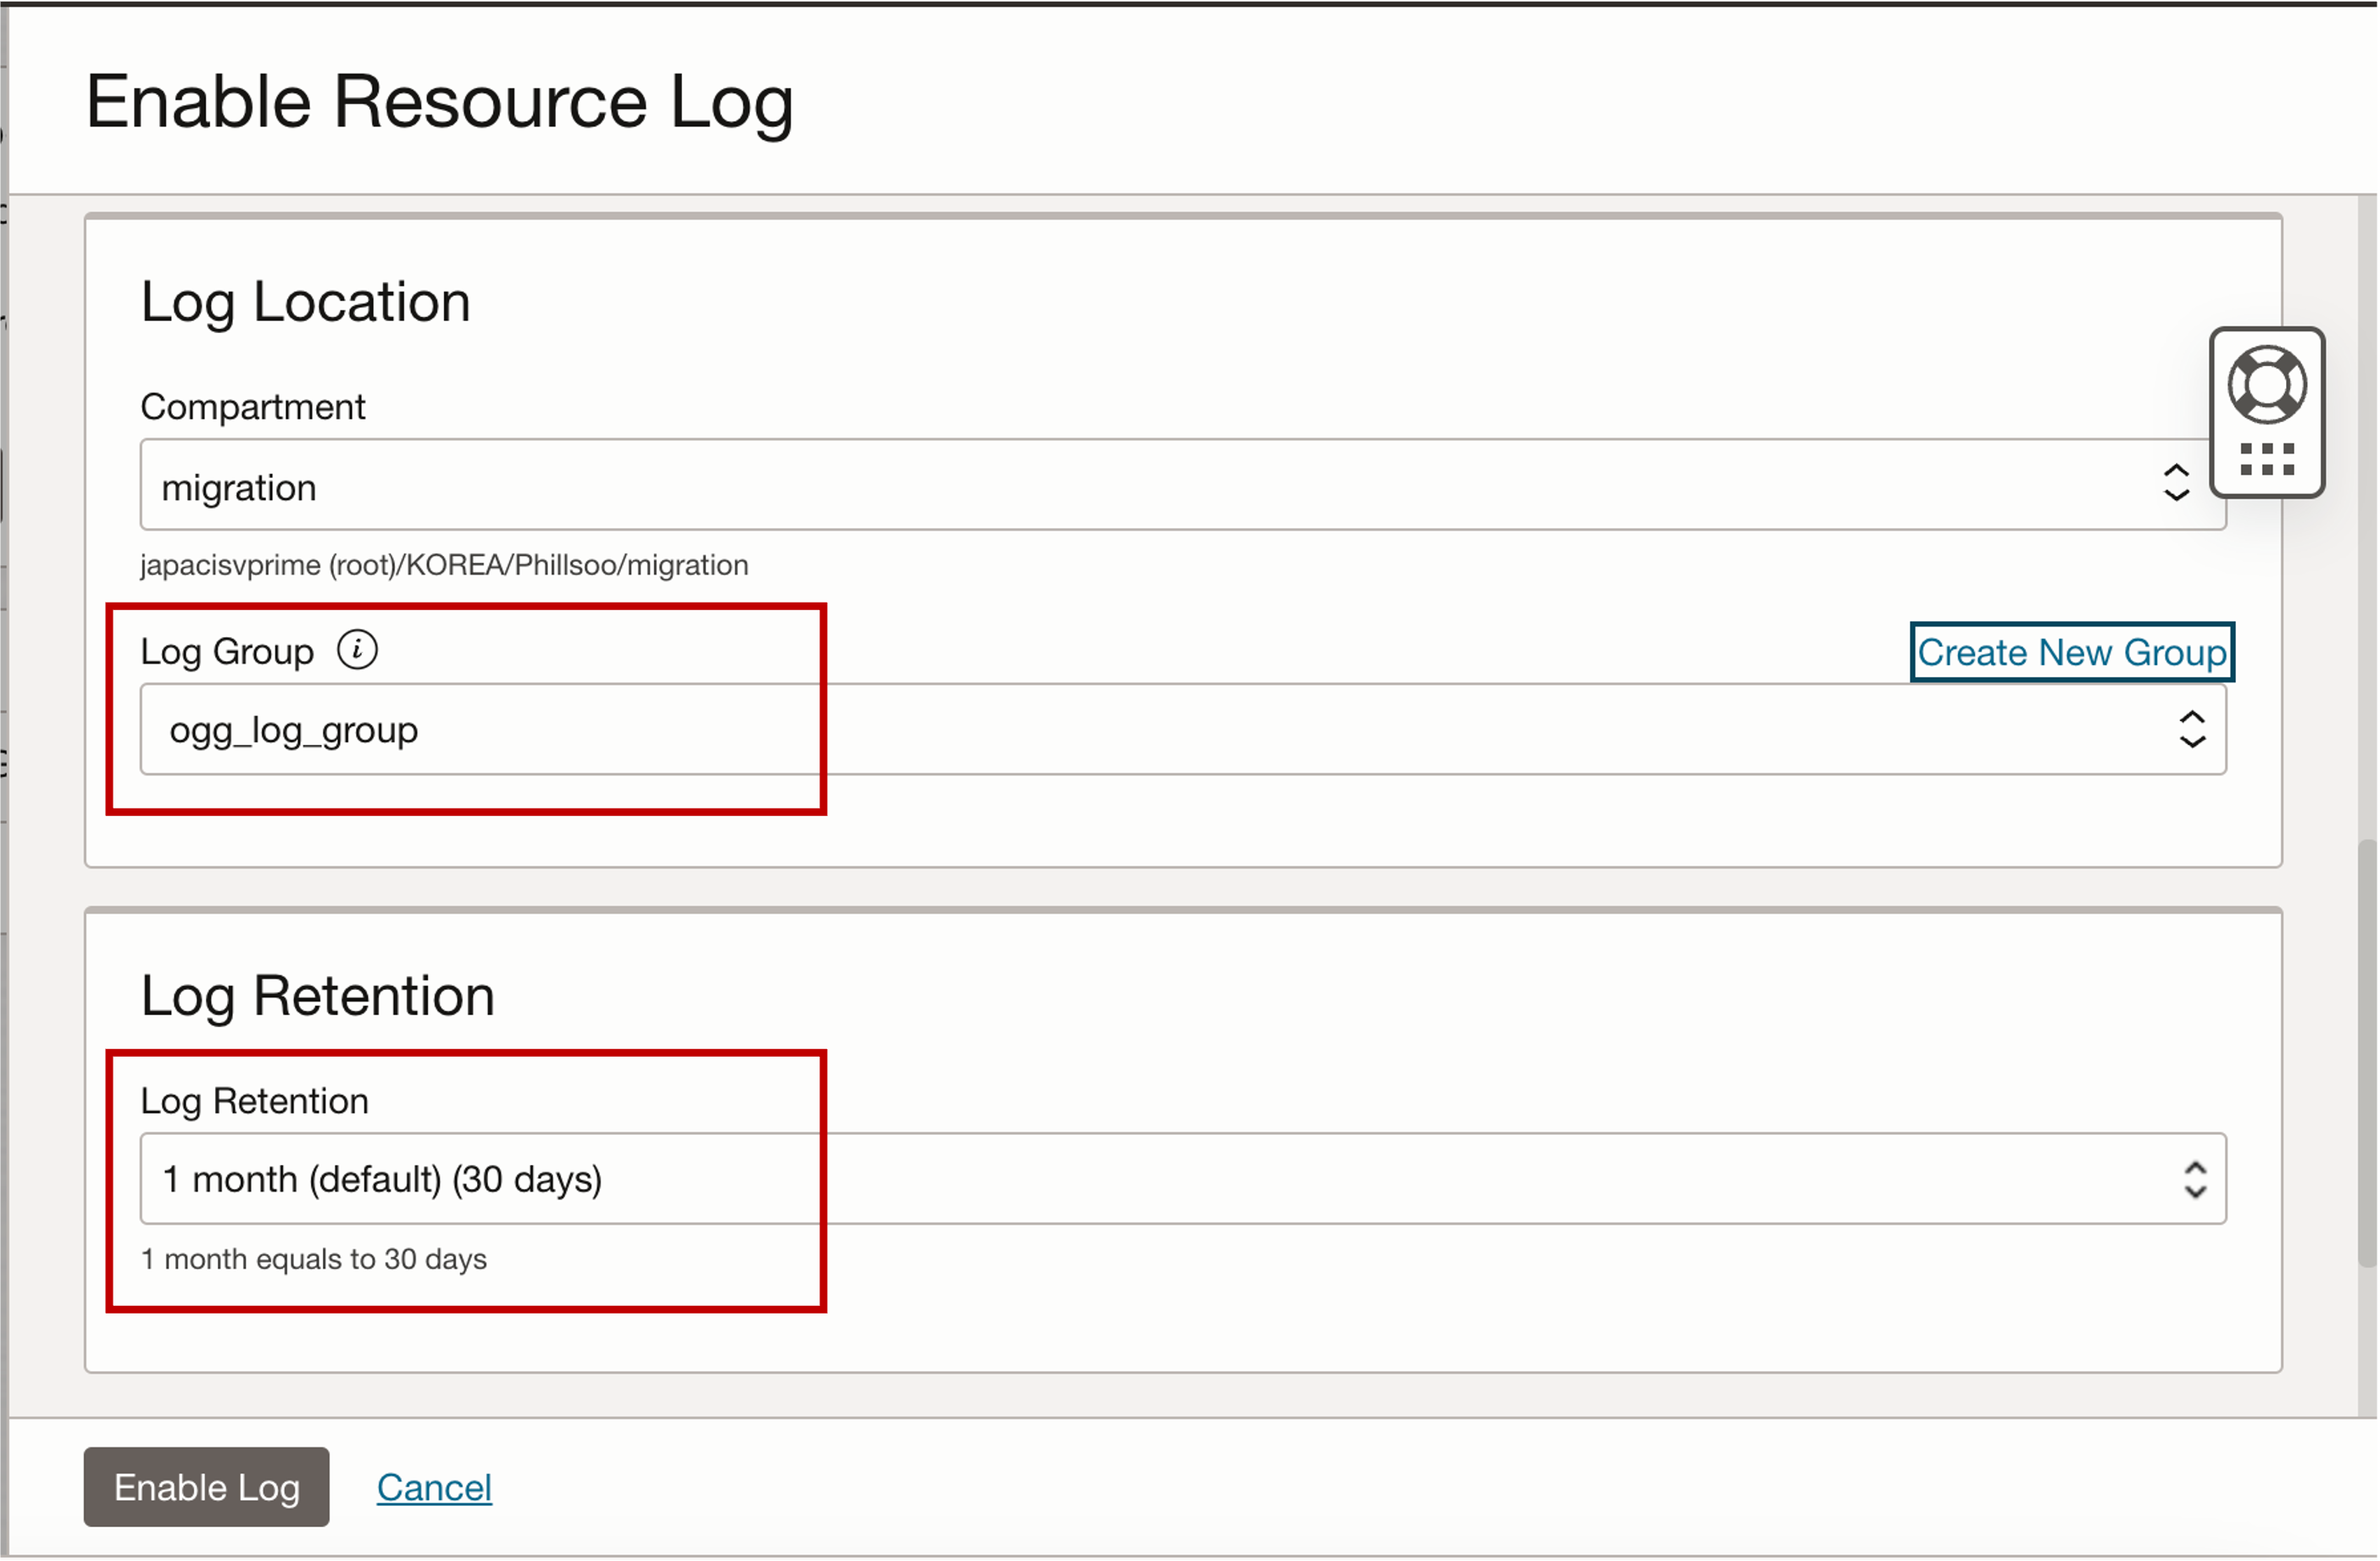 Enable Resource Log
Log Location
Compartment
migration
japacisvprime (root)/KOREA/Phillsoo/migration
Log Group i
Create New Group
ogg_log_group
Log Retention
Log Retention
1 month (default) (30 days)
1 month equals to 30 days
Enable Log
Cancel